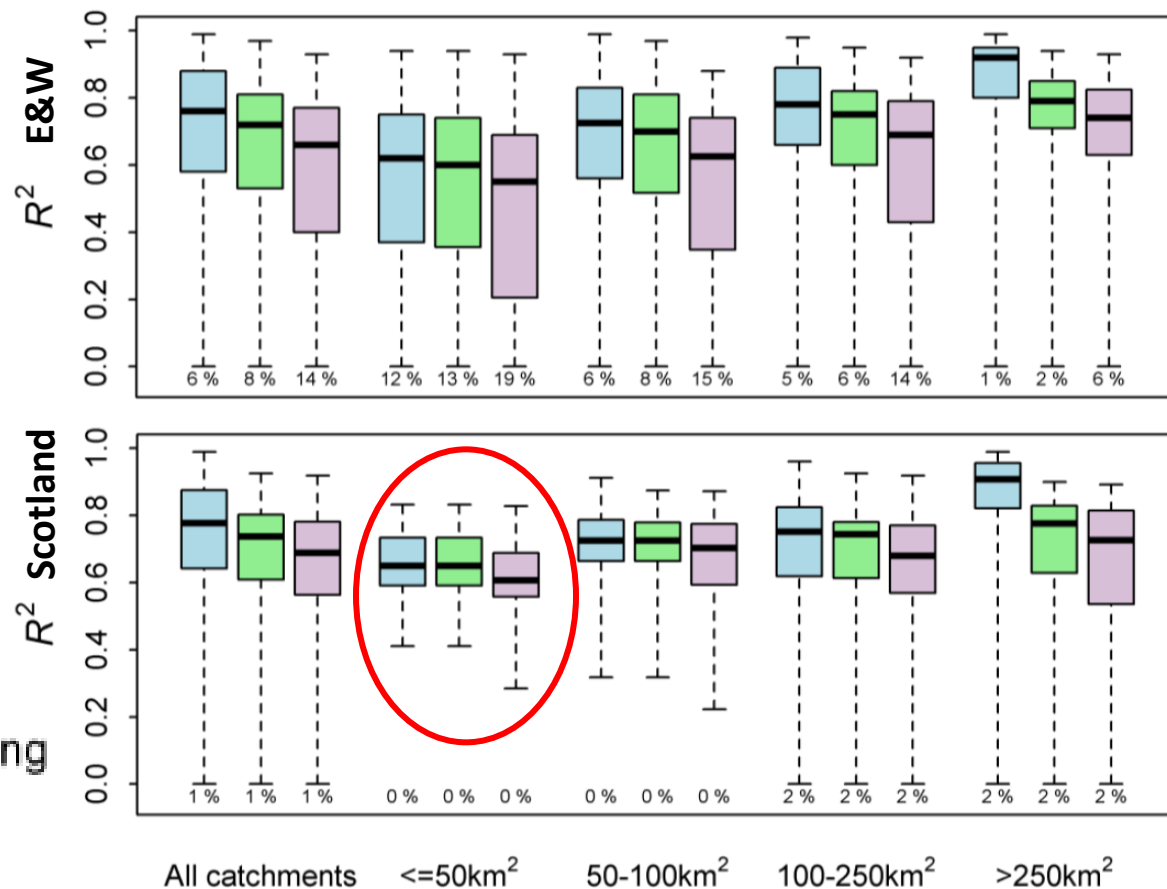 R² E&W
1.0
0.8
0.6
0.4
0.2
0.0
6 % 8 % 14 % 12 % 13 % 19 % 6 % 8 % 15 % 5 % 6 % 14 % 1 % 2 % 6 %
R² Scotland
1.0
0.8
0.6
0.4
0.2
0.0
ng
1 % 1 % 1 % 0 % 0 % 0 % 0 % 0 % 0 % 2 % 2 % 2 % 2 % 2 % 2 %
All catchments <=50km² 50-100km² 100-250km² >250km²